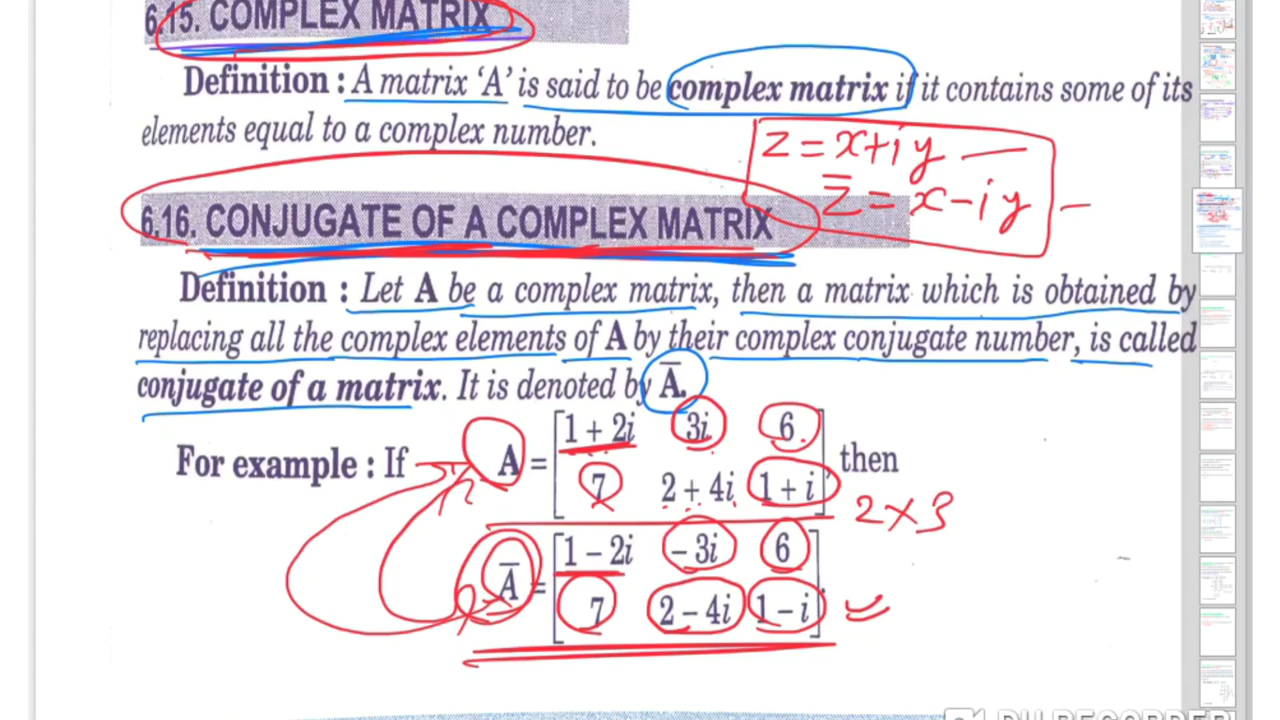 6.15. COMPLEX MATRIX
Definition : A matrix ‘A’ is said to be complex matrix if it contains some of its
elements equal to a complex number.
z = x+iy
z̅ = x-iy
6.16. CONJUGATE OF A COMPLEX MATRIX
Definition : Let A be a complex matrix, then a matrix which is obtained by
replacing all the complex elements of A by their complex conjugate number, is called
conjugate of a matrix. It is denoted by A̅.
For example : If A = [1 + 2i 3i 6
7 2 + 4i 1 + i], then
2×3
A̅ = [1 − 2i − 3i 6
7 2 − 4i 1 − i].
DU RECORDER